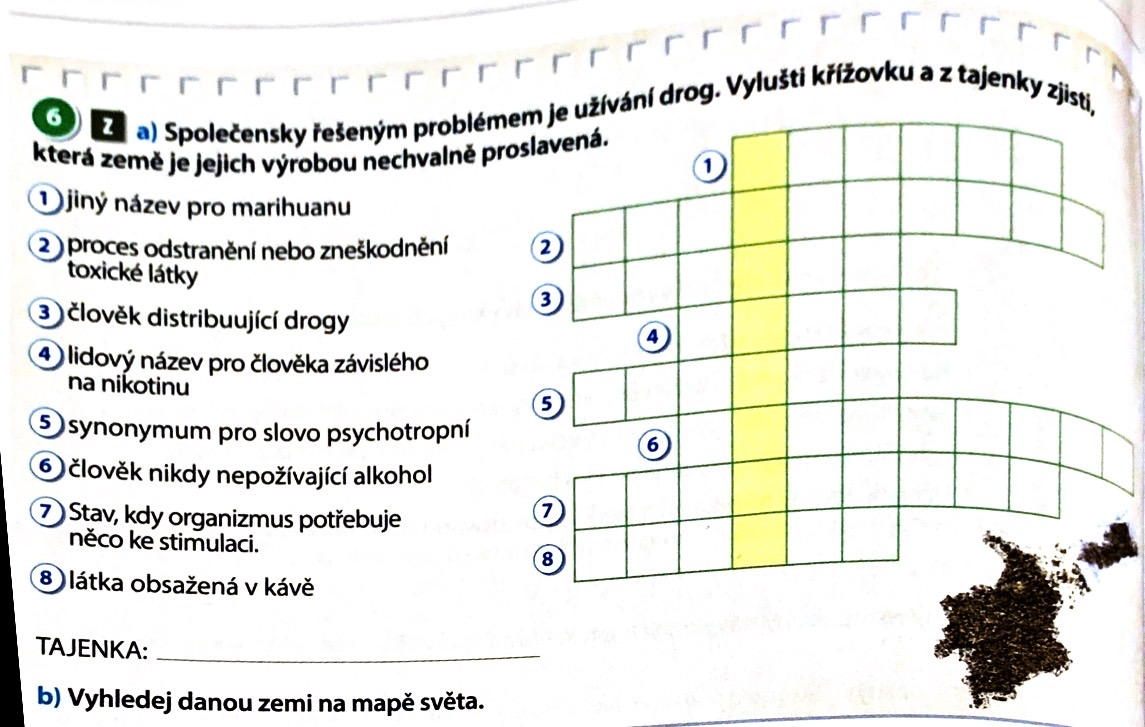 6 Z a) Společensky řešeným problémem je užívání drog. Vylušti křížovku a z tajenky zjisti,
která země je jejich výrobou nechvalně proslavená.
1 jiný název pro marihuanu
2 proces odstranění nebo zneškodnění
toxické látky
3 člověk distribuující drogy
4 lidový název pro člověka závislého
na nikotinu
5 synonymum pro slovo psychotropní
6 člověk nikdy nepožívající alkohol
7 Stav, kdy organizmus potřebuje
něco ke stimulaci.
8 látka obsažená v kávě
1
2
3
4
5
6
7
8
TAJENKA:
b) Vyhledej danou zemi na mapě světa.